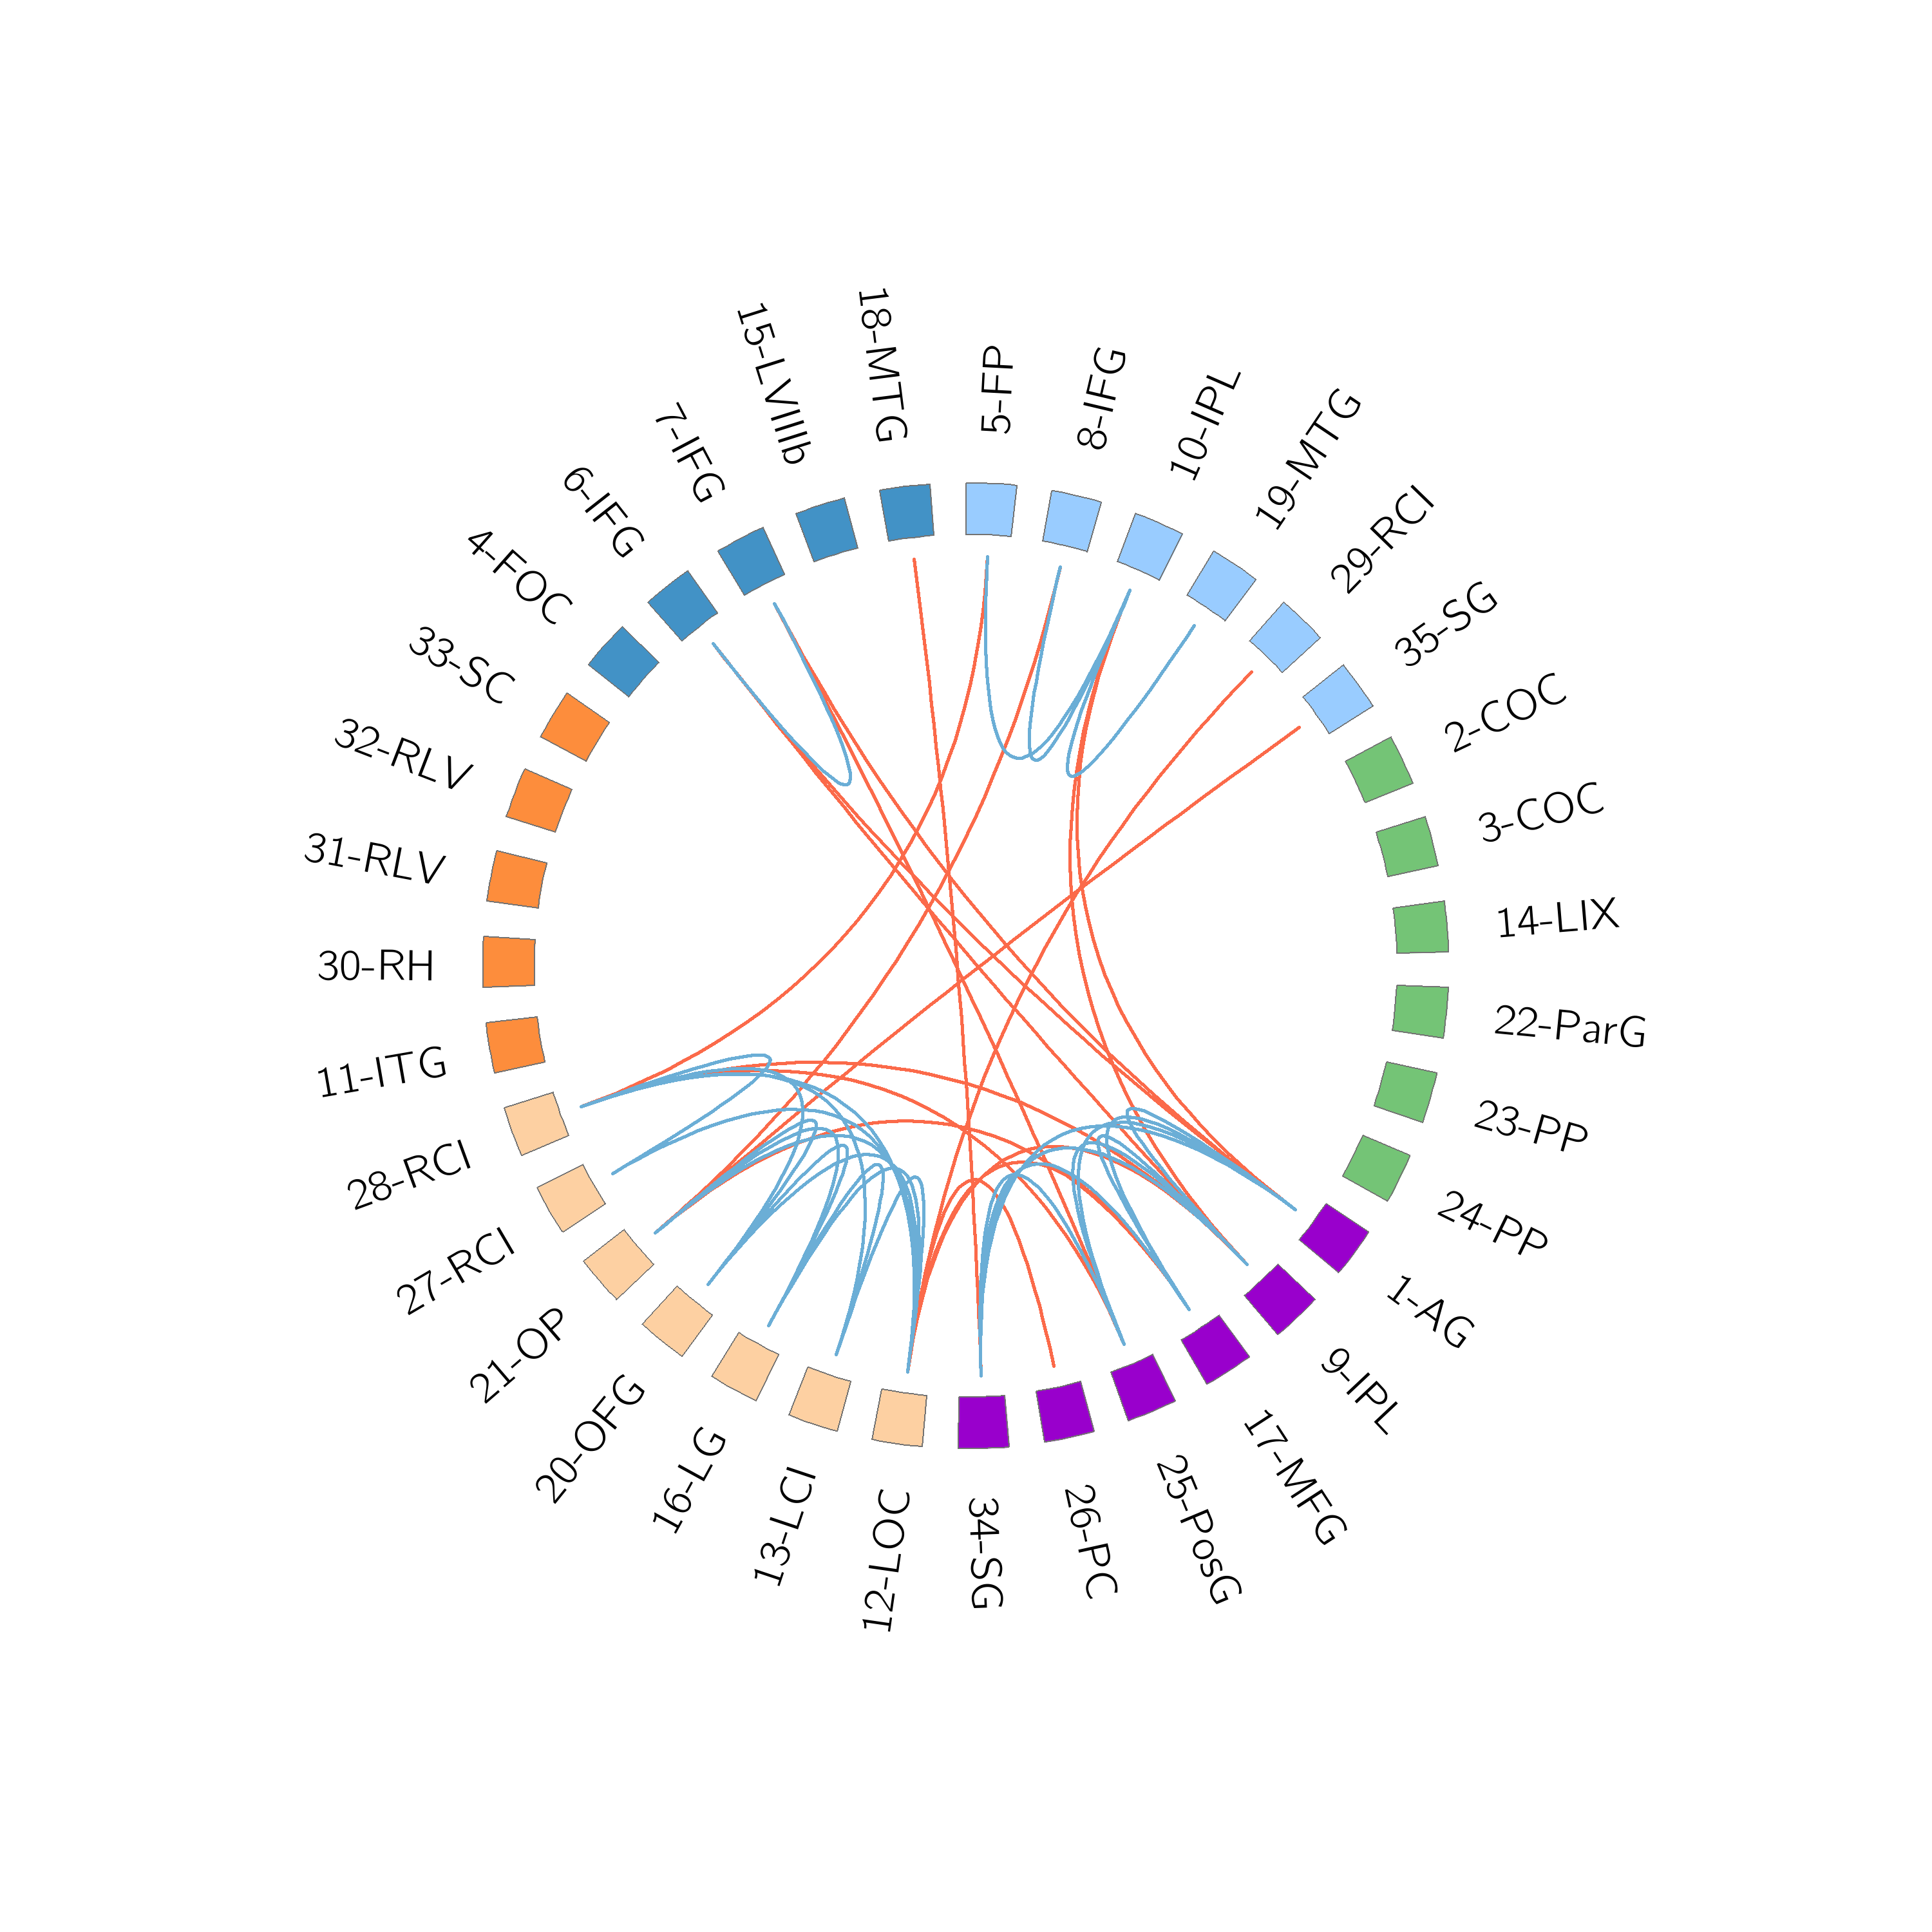 5-FP
8-IFG
10-IPL
19-MTG
29-RCI
35-SG
2-COC
3-COC
14-LIX
22-ParG
23-PP
24-PP
1-AG
9-IPL
17-MFG
25-PosG
26-PC
34-SG
12-LOC
13-LCI
16-LG
20-OFG
21-OP
27-RCI
28-RCI
11-ITG
30-RH
31-RLV
32-RLV
33-SC
4-FOC
6-IFG
7-IFG
15-LVIIIb
18-MTG